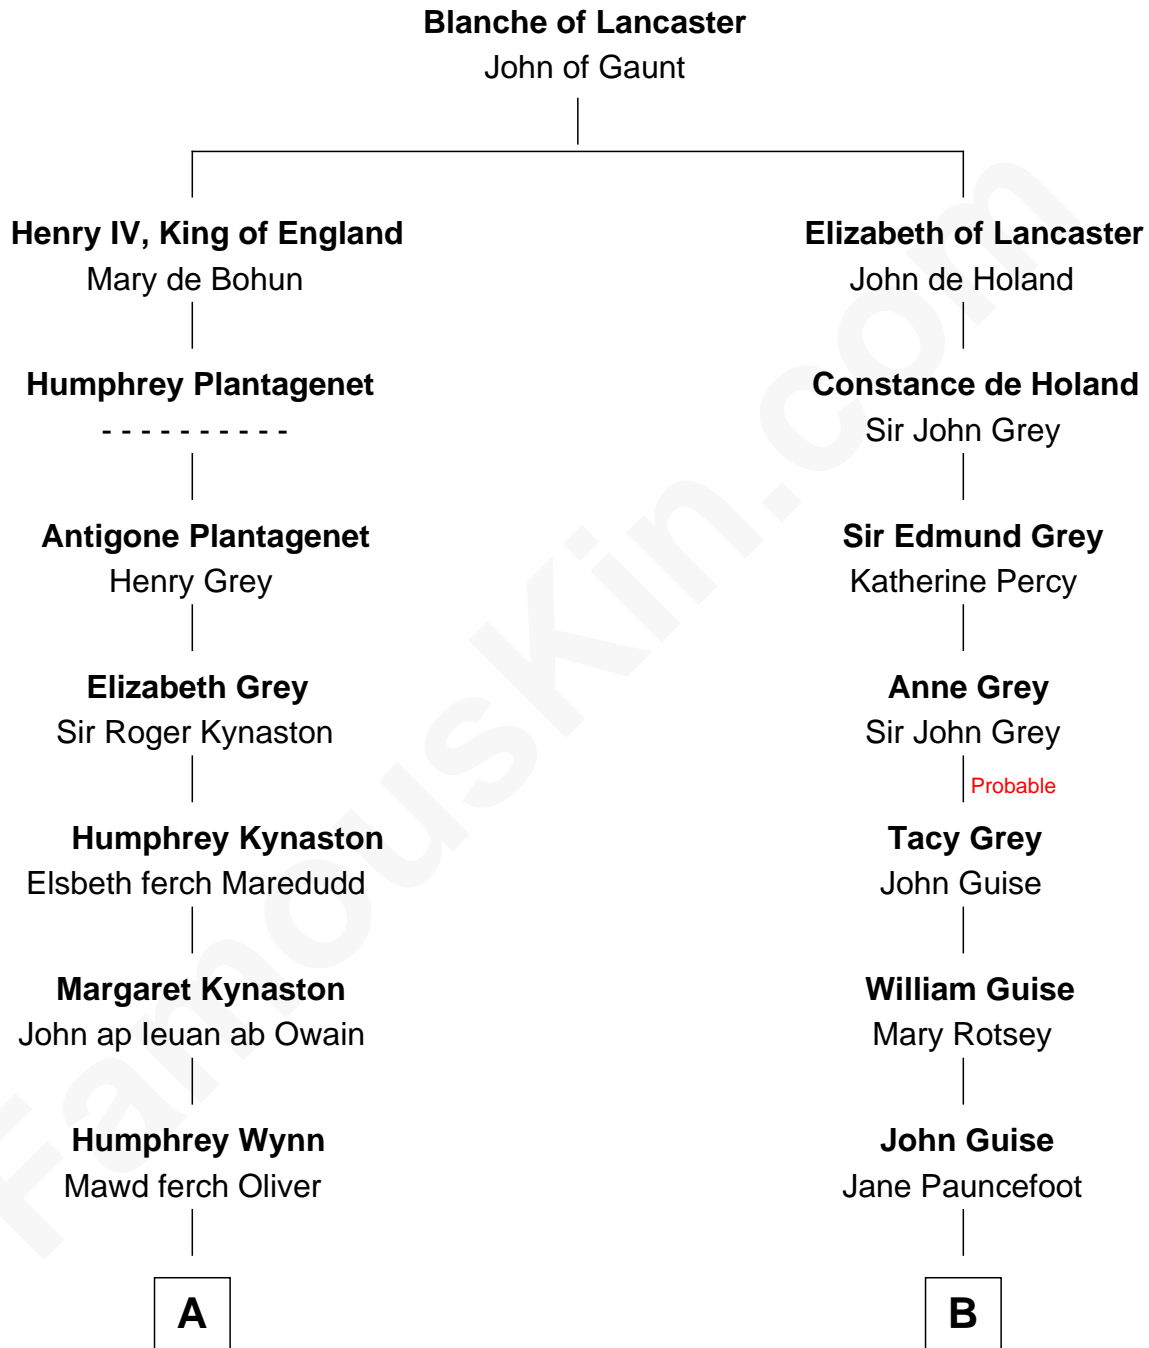 Blanche of Lancaster
John of Gaunt
Henry IV, King of England
Mary de Bohun
Elizabeth of Lancaster
John de Holand
Humphrey Plantagenet
- - - - - - - - - -
Constance de Holand
Sir John Grey
Antigone Plantagenet
Henry Grey
Sir Edmund Grey
Katherine Percy
Elizabeth Grey
Sir Roger Kynaston
Anne Grey
Sir John Grey
Probable
Humphrey Kynaston
Elsbeth ferch Maredudd
Tacy Grey
John Guise
Margaret Kynaston
John ap Ieuan ab Owain
William Guise
Mary Rotsey
Humphrey Wynn
Mawd ferch Oliver
John Guise
Jane Pauncefoot
A
B
FamousKin.com